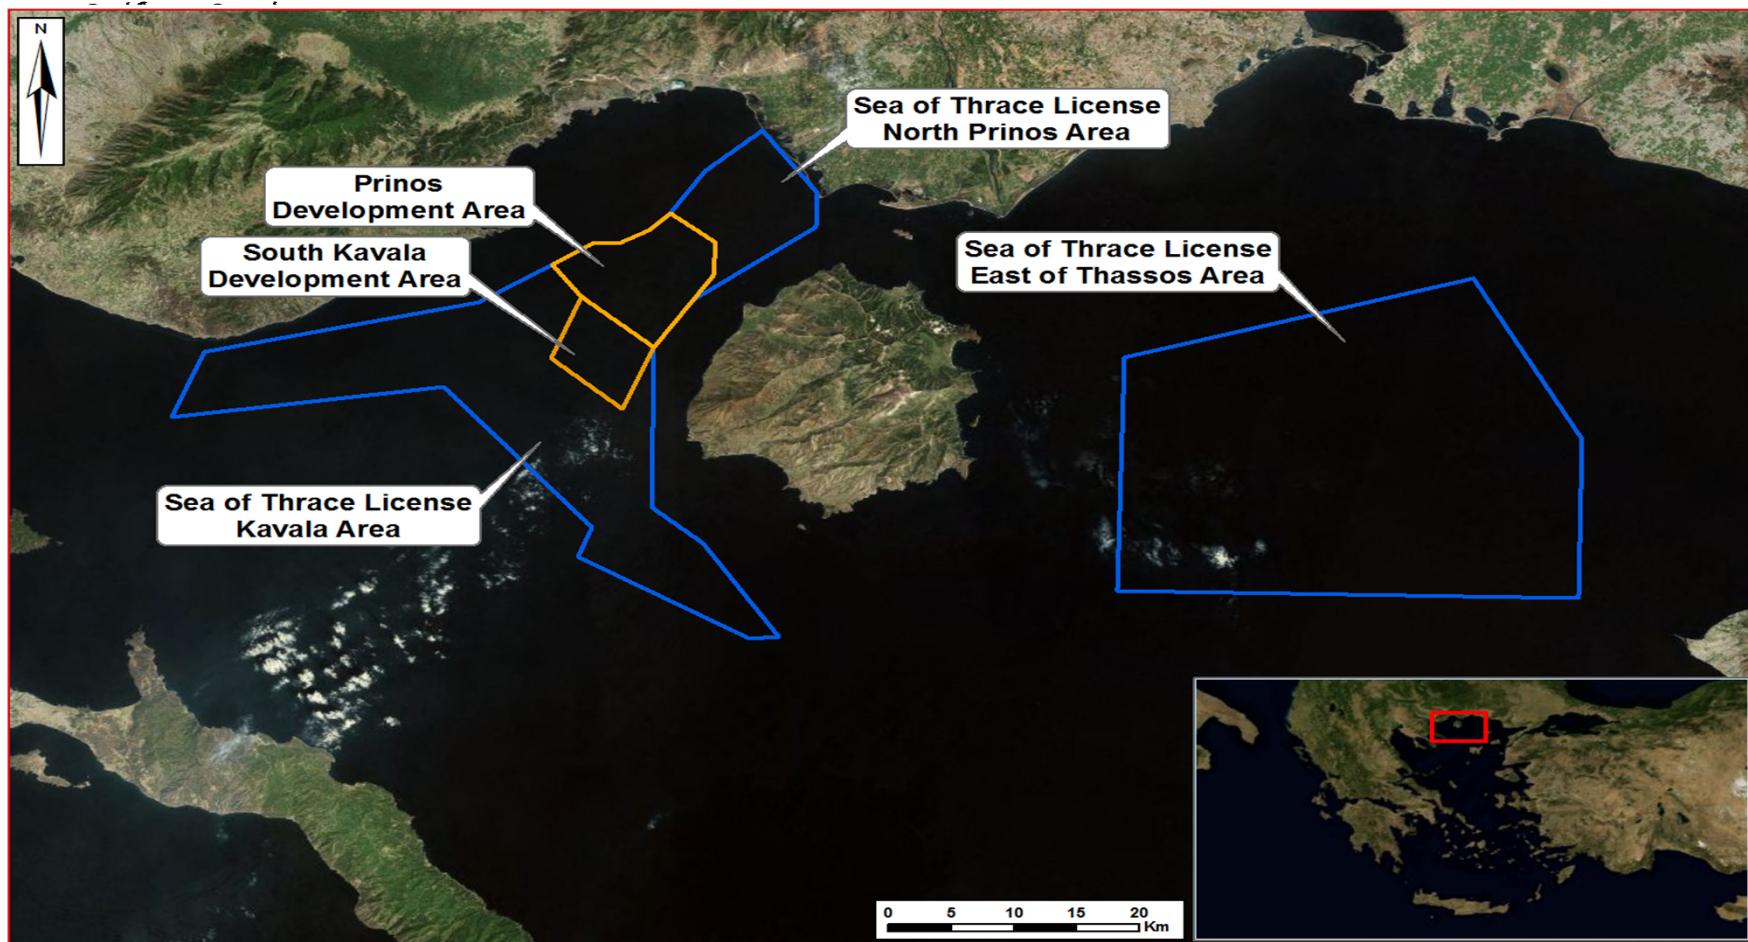 N
Sea of Thrace License
North Prinos Area
Prinos
Development Area
South Kavala
Development Area
Sea of Thrace License
East of Thassos Area
Sea of Thrace License
Kavala Area
0 5 10 15 20
Km